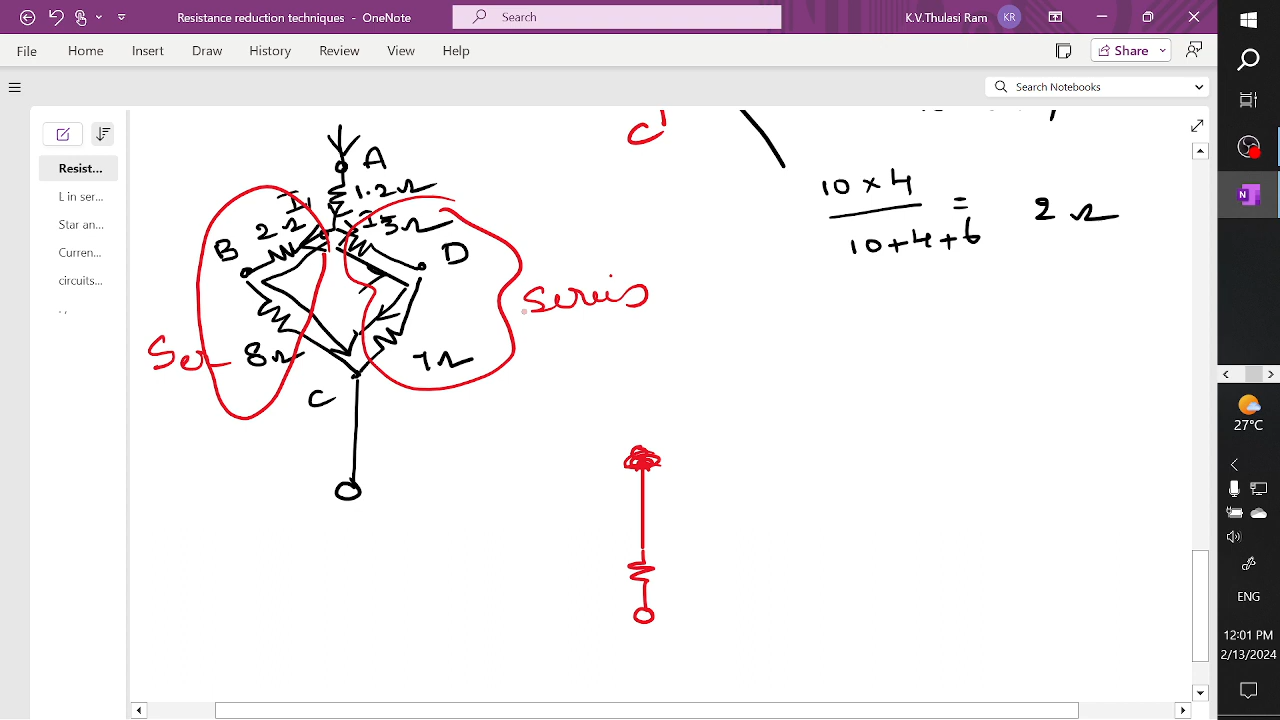 Resistance reduction techniques - OneNote
Search
K.V.Thulasi Ram
KR
File Home Insert Draw History Review View Help
Share
Search Notebooks
Resist...
L in ser...
Star an...
Curren...
circuits...
. ,
A
1.2Ω
I1
2Ω
3Ω
B
D
8Ω
C
Ser
series
C
10 × 4
10+4+6
= 2 Ω
27°C
ENG
12:01 PM
2/13/2024